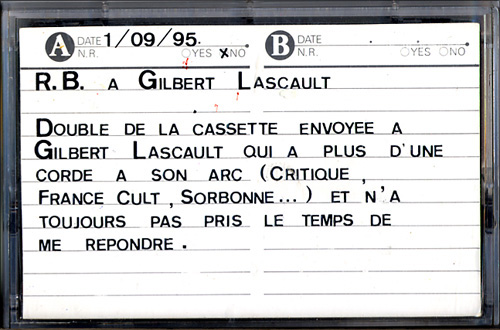 A DATE 1/09/95. B DATE . .
N.R. YES XNO N.R. YES NO
R.B. A GILBERT LASCAULT
DOUBLE DE LA CASSETTE ENVOYEE A
GILBERT LASCAULT QUI A PLUS D'UNE
CORDE A SON ARC (CRITIQUE,
FRANCE CULT, SORBONNE...) ET N'A
TOUJOURS PAS PRIS LE TEMPS DE
ME REPONDRE.